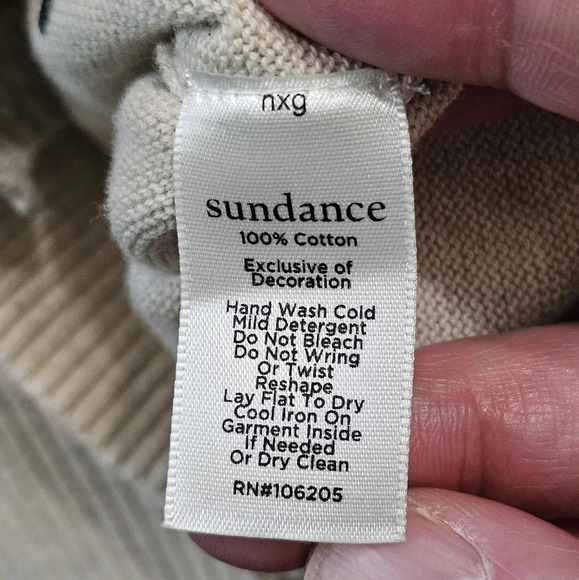 nxg
sundance
100% Cotton
Exclusive of
Decoration
Hand Wash Cold
Mild Detergent
Do Not Bleach
Do Not Wring
Or Twist
Reshape
Lay Flat To Dry
Cool Iron On
Garment Inside
If Needed
Or Dry Clean
RN#106205